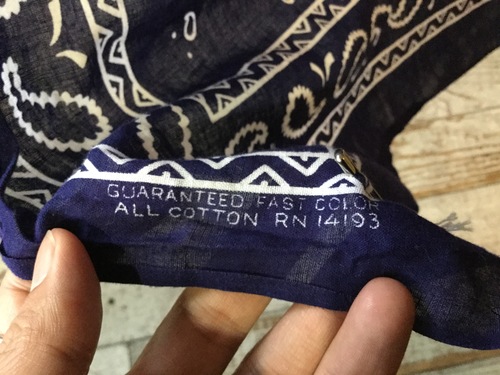 GUARANTEED FAST COLOR
ALL COTTON RN 14193